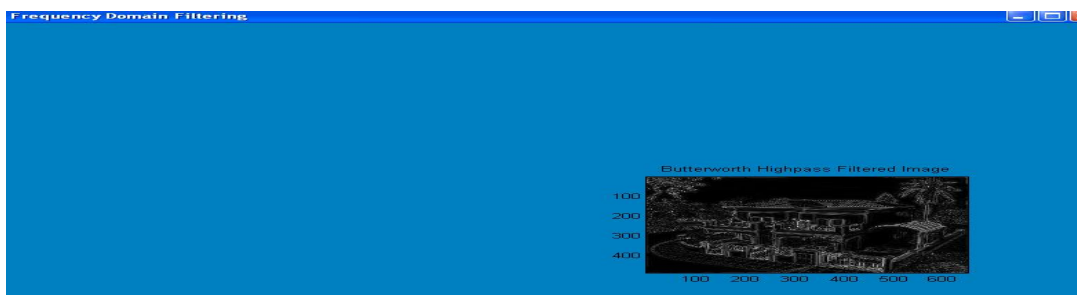 Frequency Domain Filtering
Butterworth Highpass Filtered Image
100
200
300
400
100 200 300 400 500 600